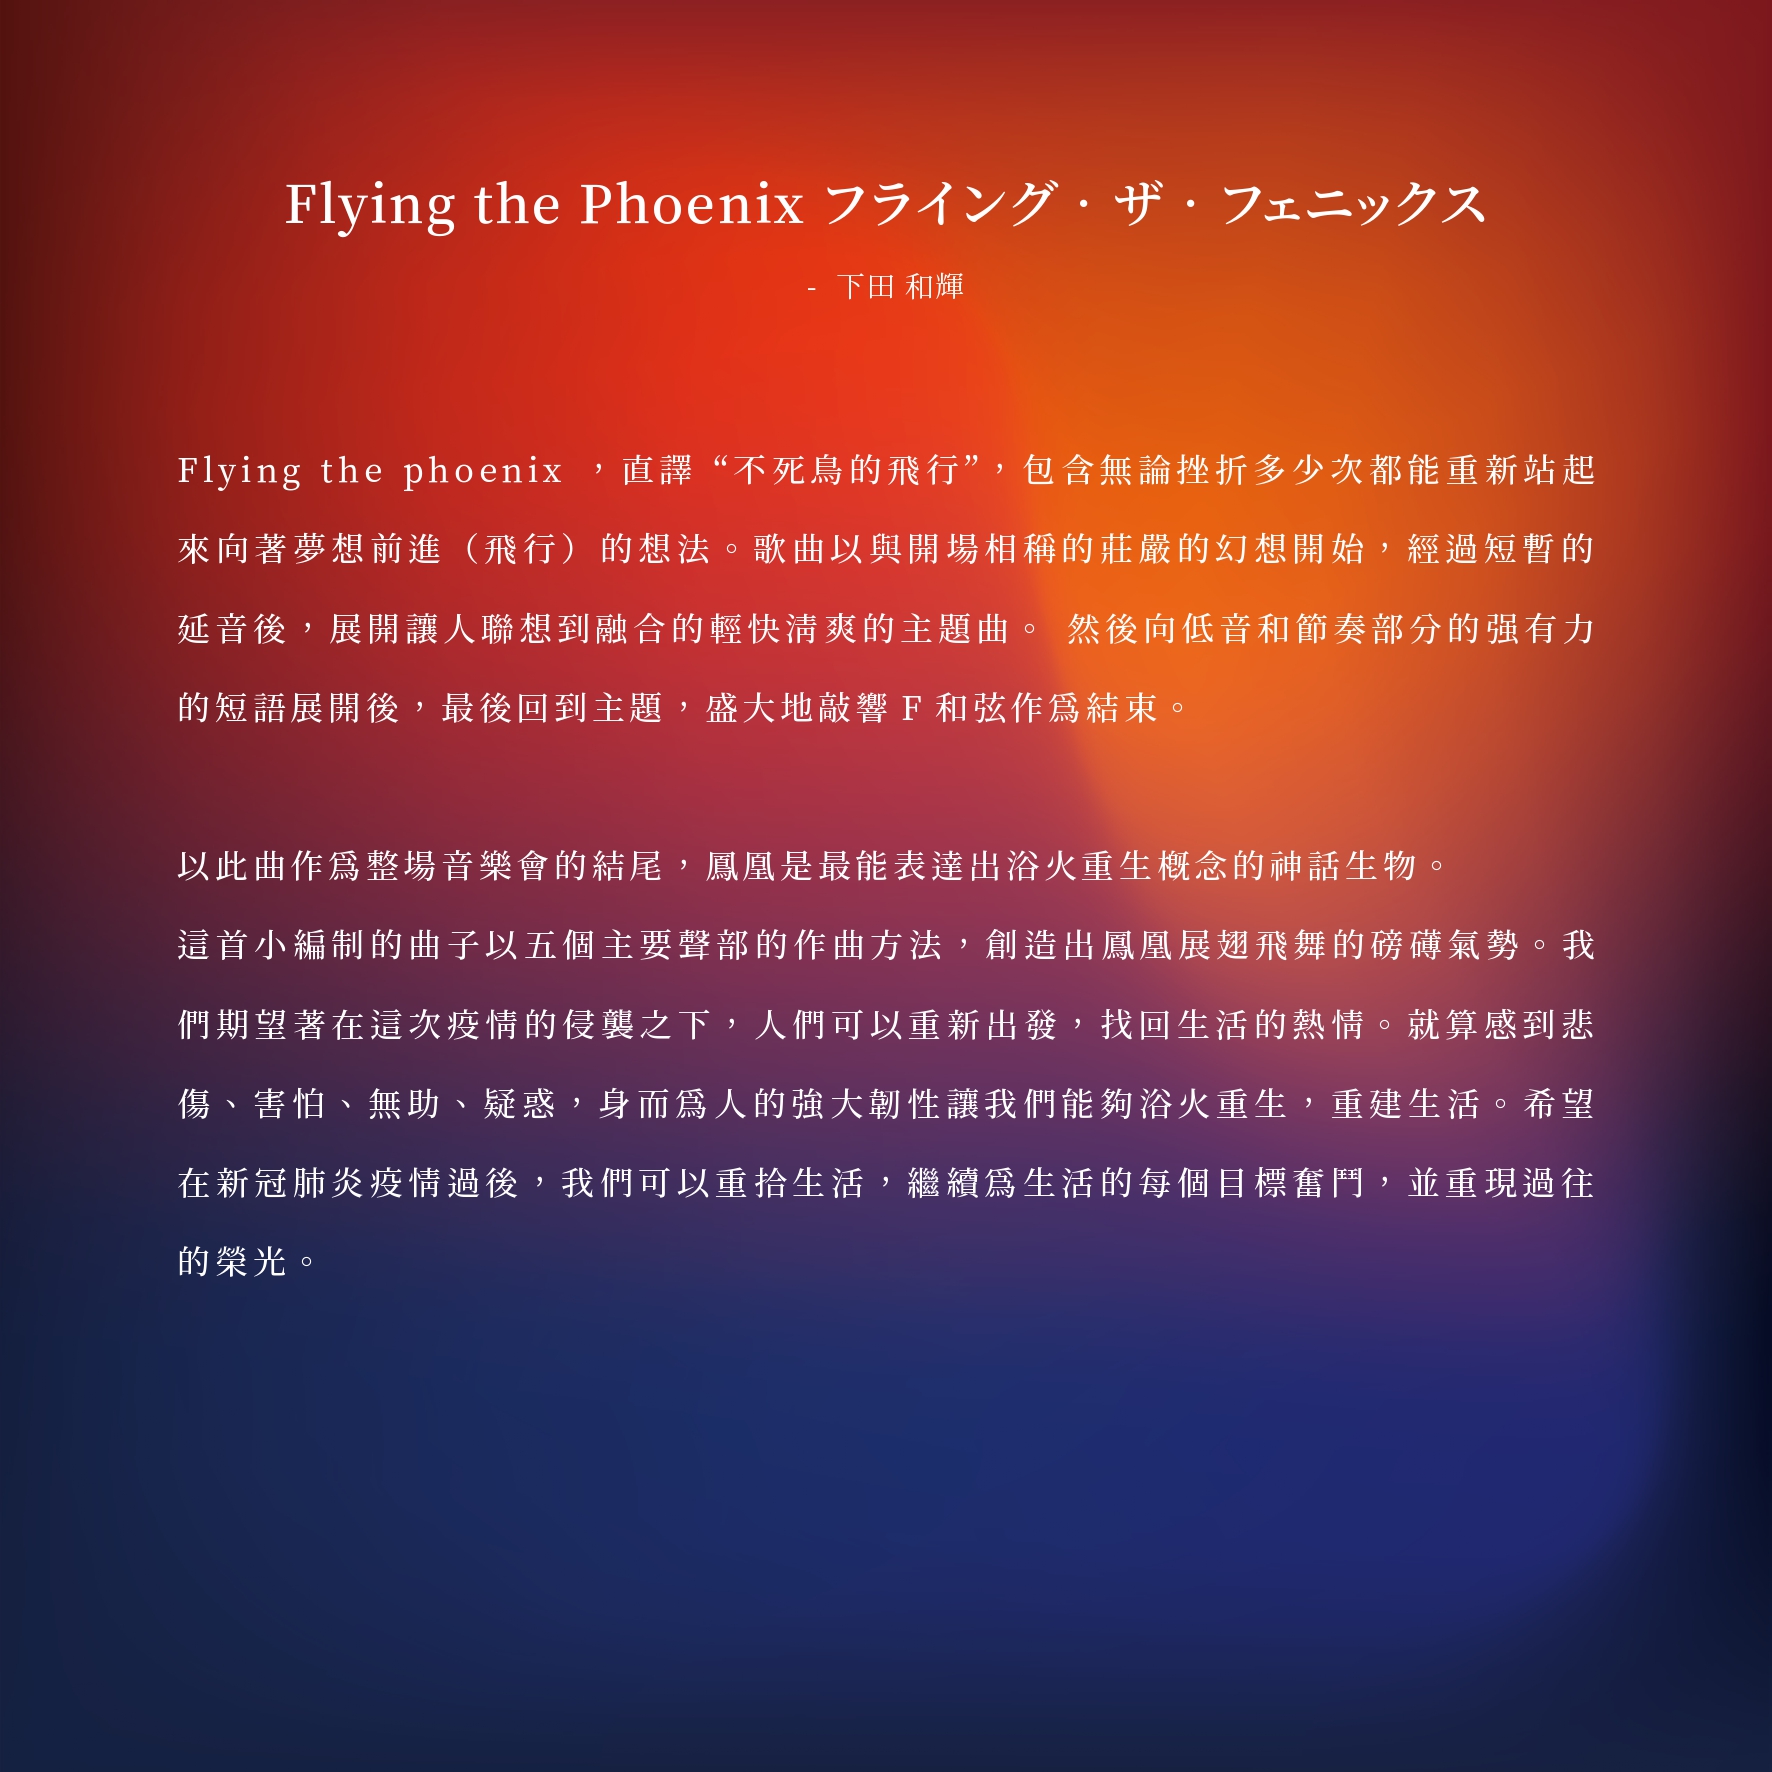 Flying the Phoenix フライング・ザ・フェニックス
- 下田 和輝
Flying the phoenix ，直譯 “不死鳥的飛行”，包含無論挫折多少次都能重新站起
來向著夢想前進（飛行）的想法。歌曲以與開場相稱的莊嚴的幻想開始，經過短暫的
延音後，展開讓人聯想到融合的輕快清爽的主題曲。 然後向低音和節奏部分的强有力
的短語展開後，最後回到主題，盛大地敲響 F 和弦作爲結束。
以此曲作爲整場音樂會的結尾，鳳凰是最能表達出浴火重生概念的神話生物。
這首小編制的曲子以五個主要聲部的作曲方法，創造出鳳凰展翅飛舞的磅礡氣勢。我
們期望著在這次疫情的侵襲之下，人們可以重新出發，找回生活的熱情。就算感到悲
傷、害怕、無助、疑惑，身而爲人的強大韌性讓我們能夠浴火重生，重建生活。希望
在新冠肺炎疫情過後，我們可以重拾生活，繼續爲生活的每個目標奮鬥，並重現過往
的榮光。